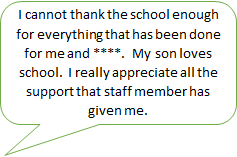 I cannot thank the school enough
for everything that has been done
for me and ****.  My son loves
school.  I really appreciate all the
support that staff member has
given me.